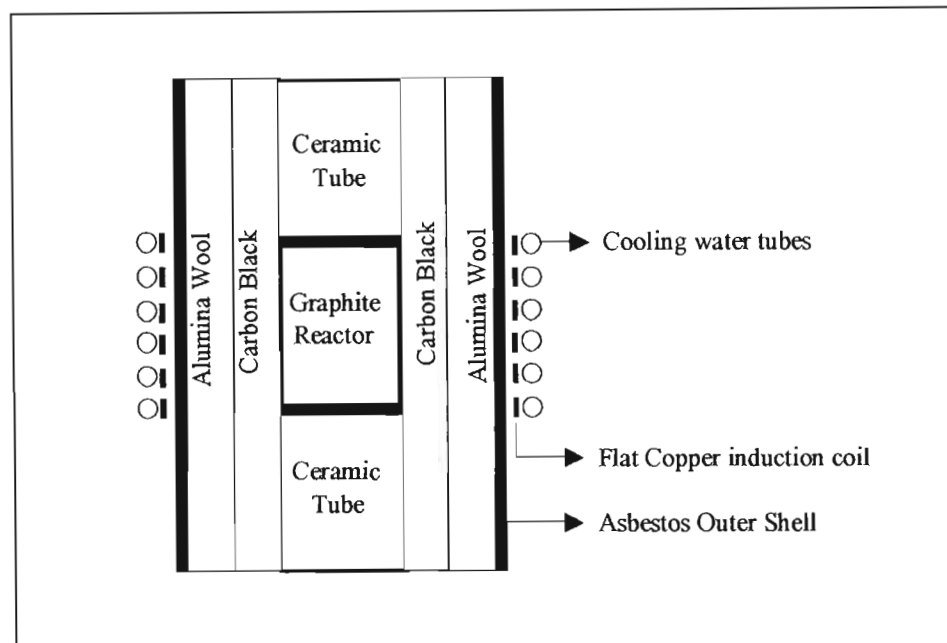 Ceramic
Tube
Cooling water tubes
Alumina Wool
Carbon Black
Graphite
Reactor
Carbon Black
Alumina Wool
Flat Copper induction coil
Ceramic
Tube
Asbestos Outer Shell